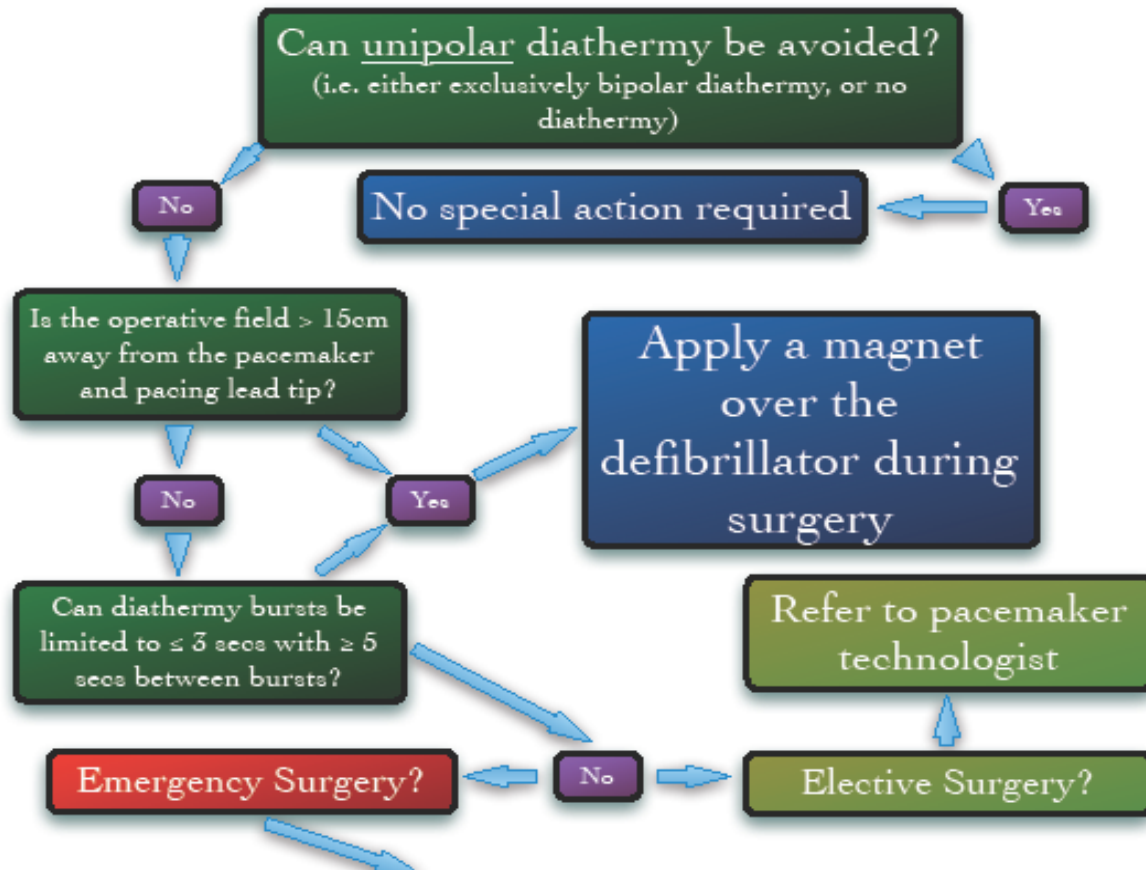 Can unipolar diathermy be avoided?
(i.e. either exclusively bipolar diathermy, or no
diathermy)
No
No special action required
Yes
Is the operative field > 15cm
away from the pacemaker
and pacing lead tip?
Apply a magnet
over the
defibrillator during
surgery
No
Yes
Can diathermy bursts be
limited to ≤ 3 secs with ≥ 5
secs between bursts?
Refer to pacemaker
technologist
Emergency Surgery?
No
Elective Surgery?